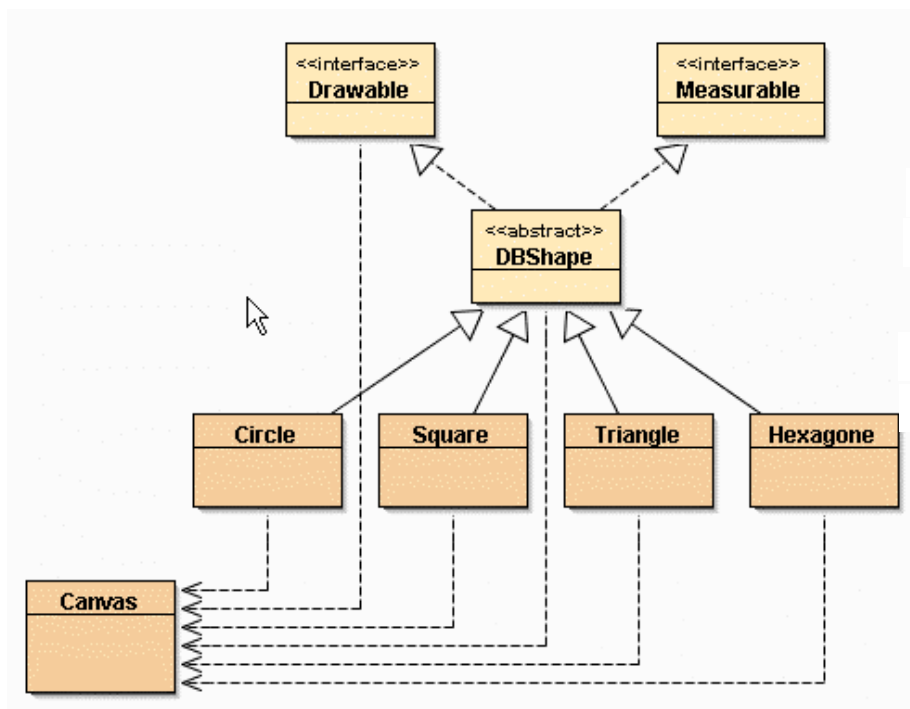 <<interface>>
Drawable
<<interface>>
Measurable
<<abstract>>
DBShape
Circle
Square
Triangle
Hexagone
Canvas